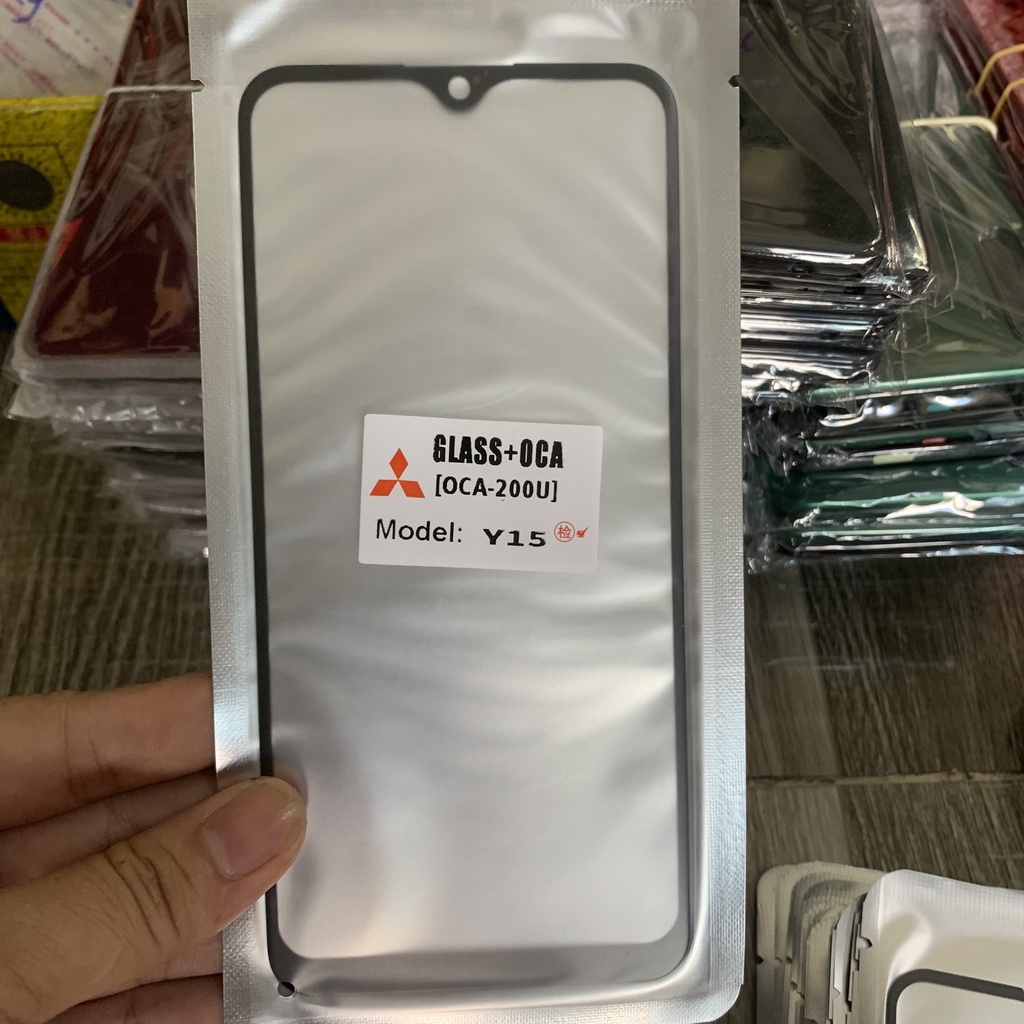 GLASS+OCA
[OCA-200U]
Model: Y15 检